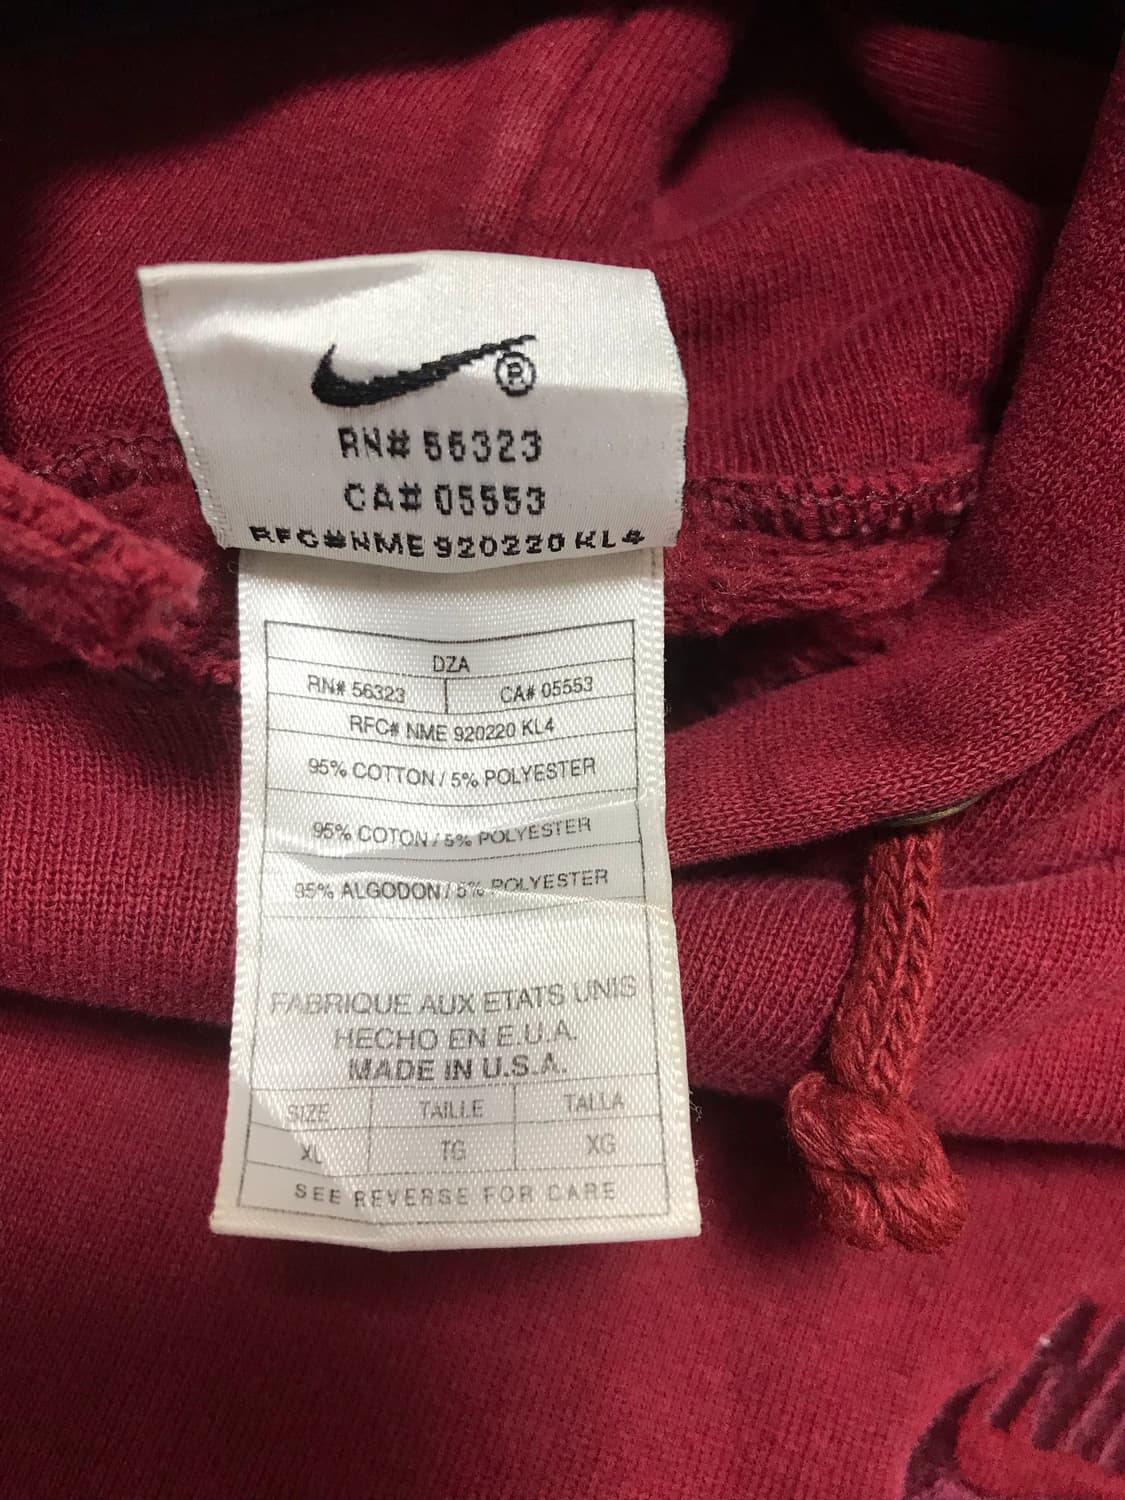 ®
RN# 56323
CA# 05553
RFC#NME 920220 KL4
DZA
RN# 56323 CA# 05553
RFC# NME 920220 KL4
95% COTTON / 5% POLYESTER
95% COTON / 5% POLYESTER
95% ALGODON / 5% POLYESTER
FABRIQUE AUX ETATS UNIS
HECHO EN E.U.A.
MADE IN U.S.A.
SIZE TAILLE TALLA
XL TG XG
SEE REVERSE FOR CARE